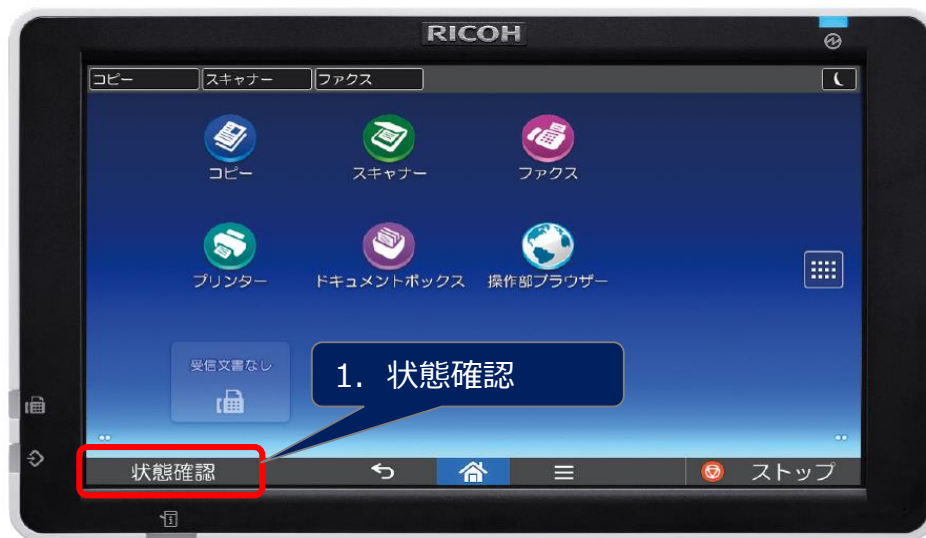 RICOH
コピー
スキャナー
ファクス
コピー
スキャナー
ファクス
プリンター
ドキュメントボックス
操作部ブラウザー
受信文書なし
1. 状態確認
状態確認
ストップ